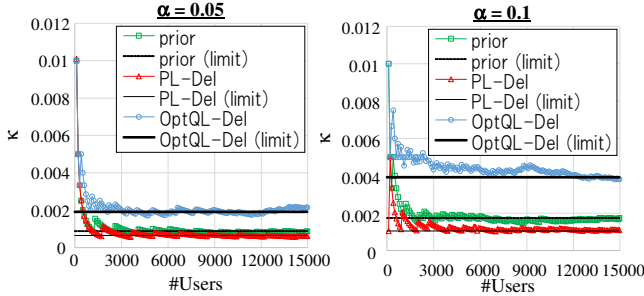 α = 0.05
0.012
0.01
0.008
0.006
0.004
0.002
0
κ
prior
prior (limit)
PL-Del
PL-Del (limit)
OptQL-Del
OptQL-Del (limit)
0 3000 6000 9000 12000 15000
#Users
α = 0.1
0.012
0.01
0.008
0.006
0.004
0.002
0
κ
prior
prior (limit)
PL-Del
PL-Del (limit)
OptQL-Del
OptQL-Del (limit)
0 3000 6000 9000 12000 15000
#Users